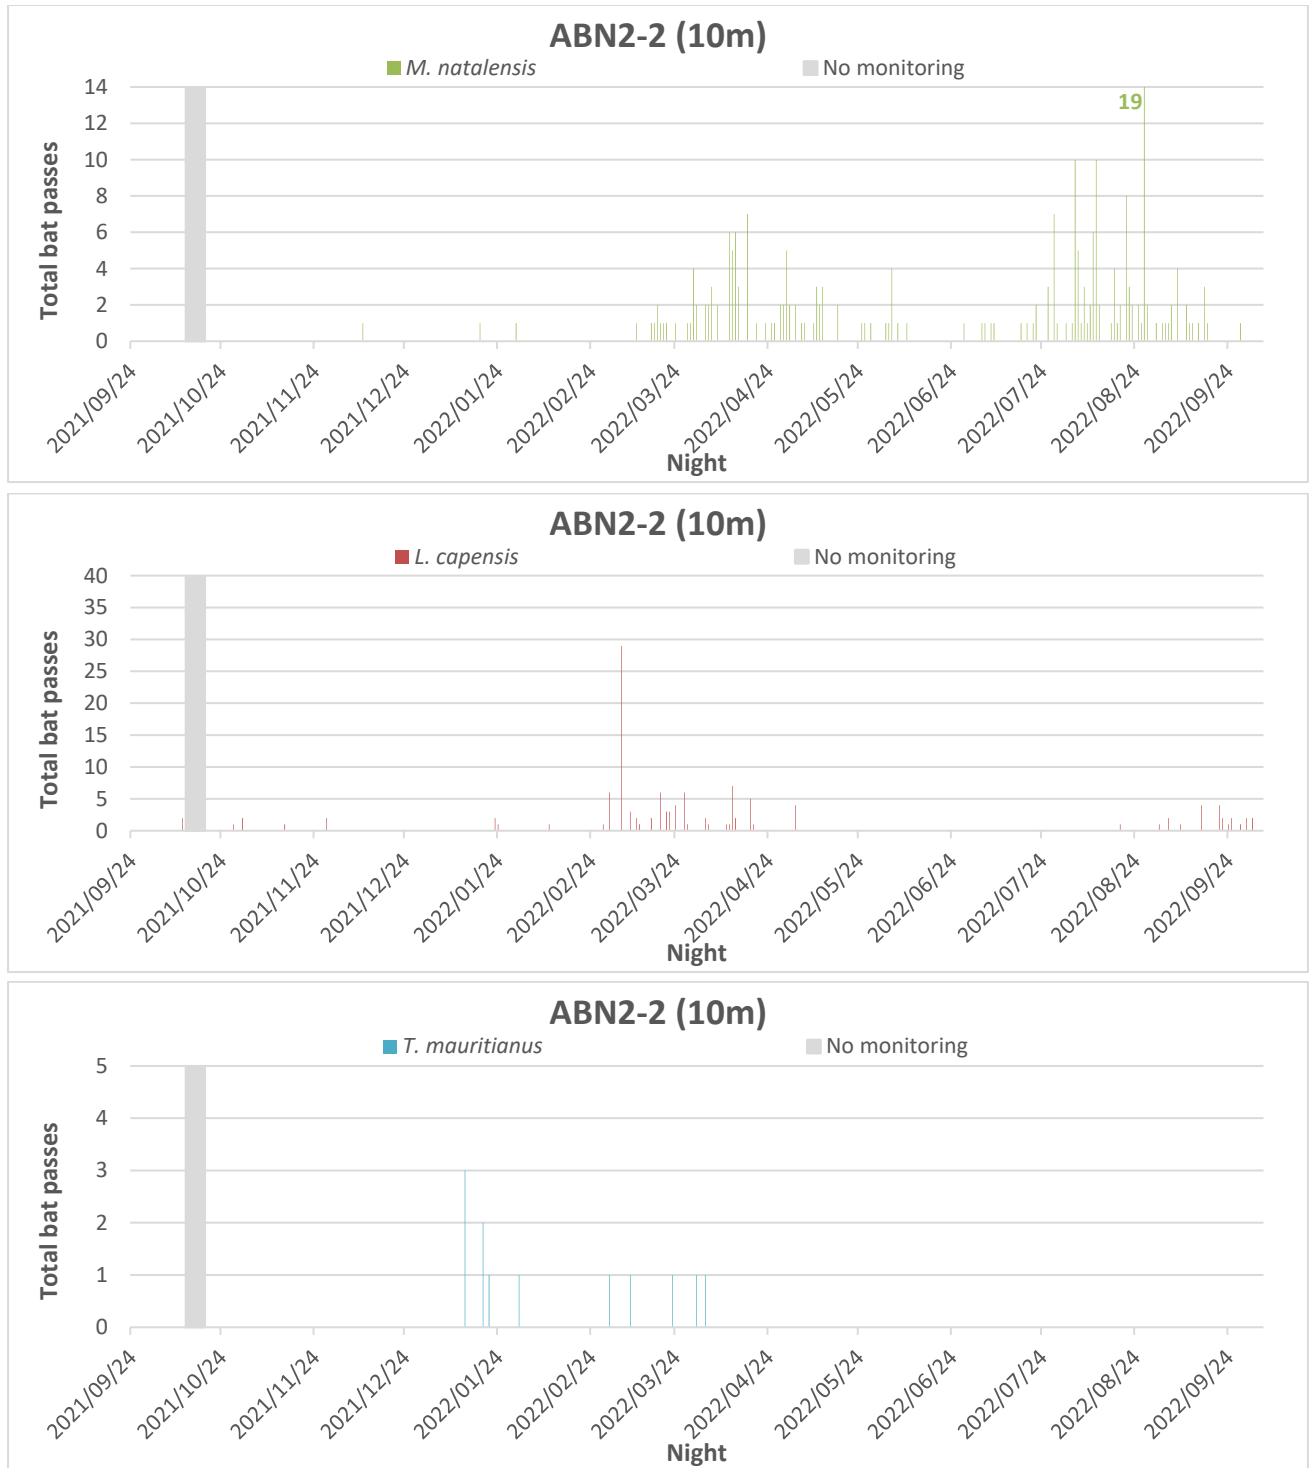 ABN2-2 (10m)
M. natalensis No monitoring
Total bat passes
14
12
10
8
6
4
2
0
19
2021/09/24 2021/10/24 2021/11/24 2021/12/24 2022/01/24 2022/02/24 2022/03/24 2022/04/24 2022/05/24 2022/06/24 2022/07/24 2022/08/24 2022/09/24
Night
ABN2-2 (10m)
L. capensis No monitoring
Total bat passes
40
35
30
25
20
15
10
5
0
2021/09/24 2021/10/24 2021/11/24 2021/12/24 2022/01/24 2022/02/24 2022/03/24 2022/04/24 2022/05/24 2022/06/24 2022/07/24 2022/08/24 2022/09/24
Night
ABN2-2 (10m)
T. mauritianus No monitoring
Total bat passes
5
4
3
2
1
0
2021/09/24 2021/10/24 2021/11/24 2021/12/24 2022/01/24 2022/02/24 2022/03/24 2022/04/24 2022/05/24 2022/06/24 2022/07/24 2022/08/24 2022/09/24
Night